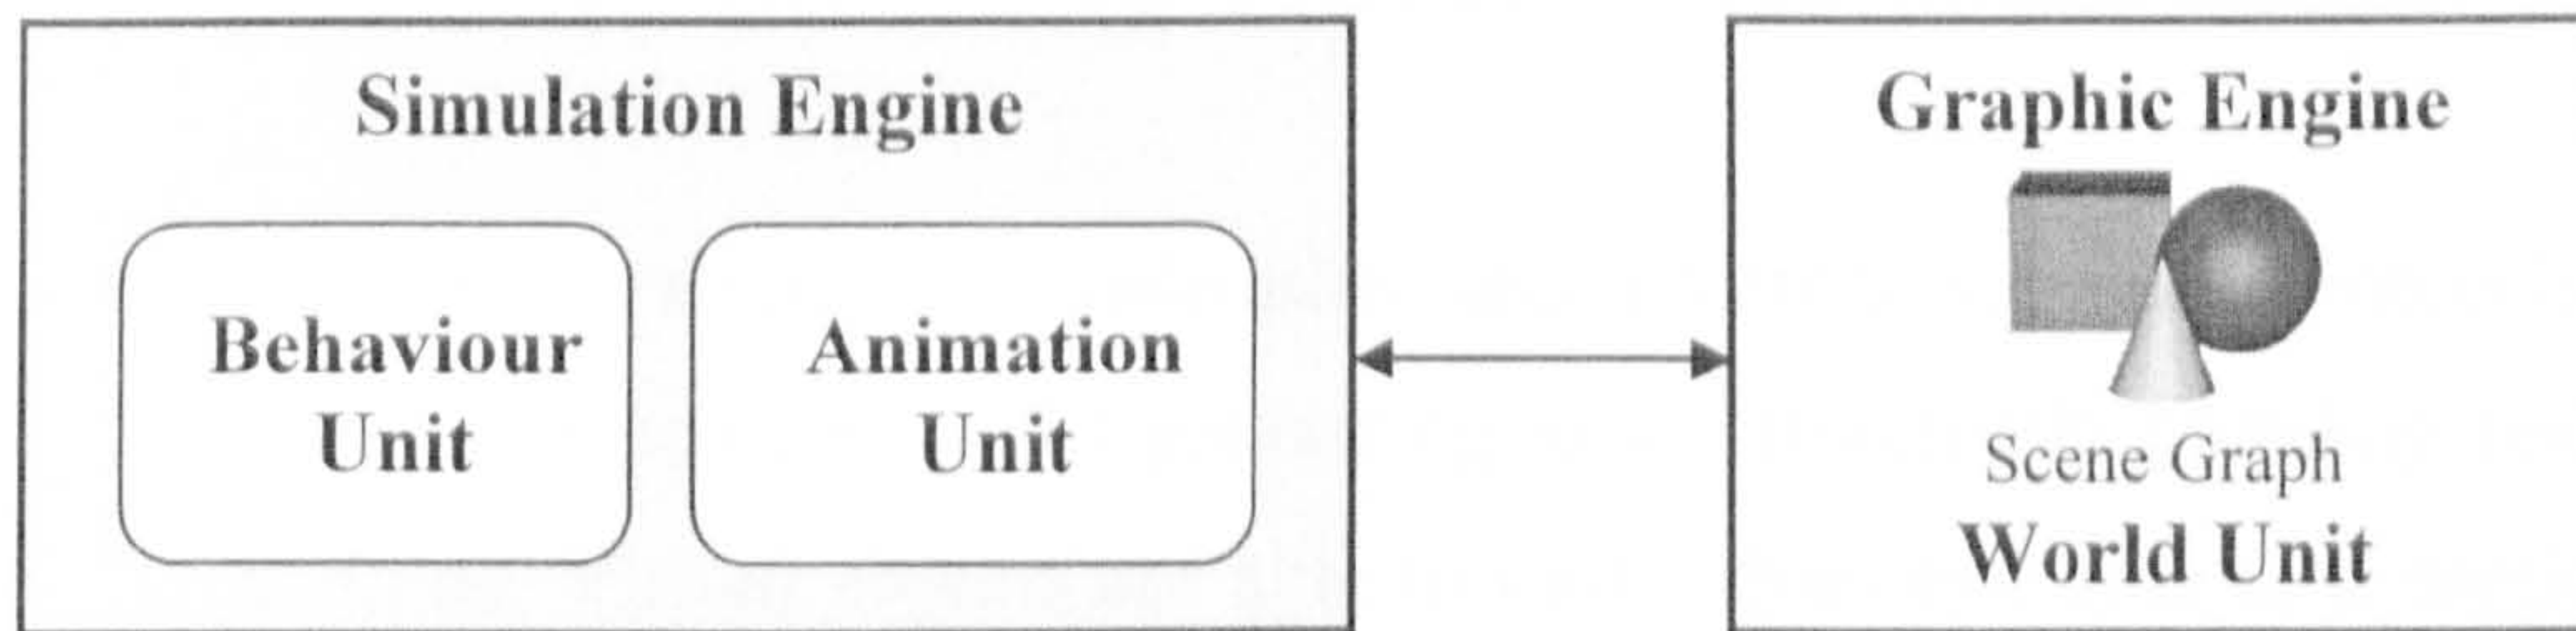 Simulation Engine
Behaviour
Unit
Animation
Unit
Graphic Engine
Scene Graph
World Unit